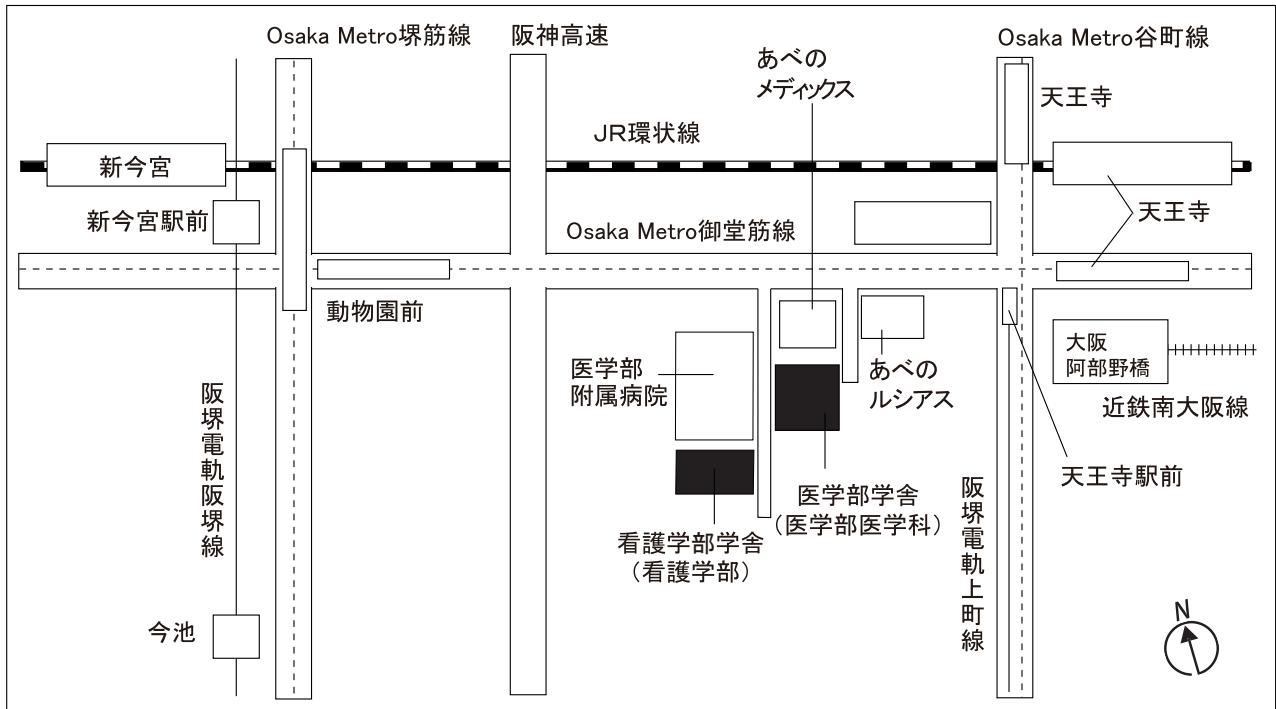 Osaka Metro堺筋線
阪神高速
あべの
メディックス
Osaka Metro谷町線
天王寺
JR環状線
新今宮
新今宮駅前
天王寺
Osaka Metro御堂筋線
動物園前
大阪
阿部野橋
医学部
附属病院
あべの
ルシアス
近鉄南大阪線
阪堺電軌阪堺線
天王寺駅前
医学部学舎
（医学部医学科）
阪堺電軌上町線
看護学部学舎
（看護学部）
今池
N